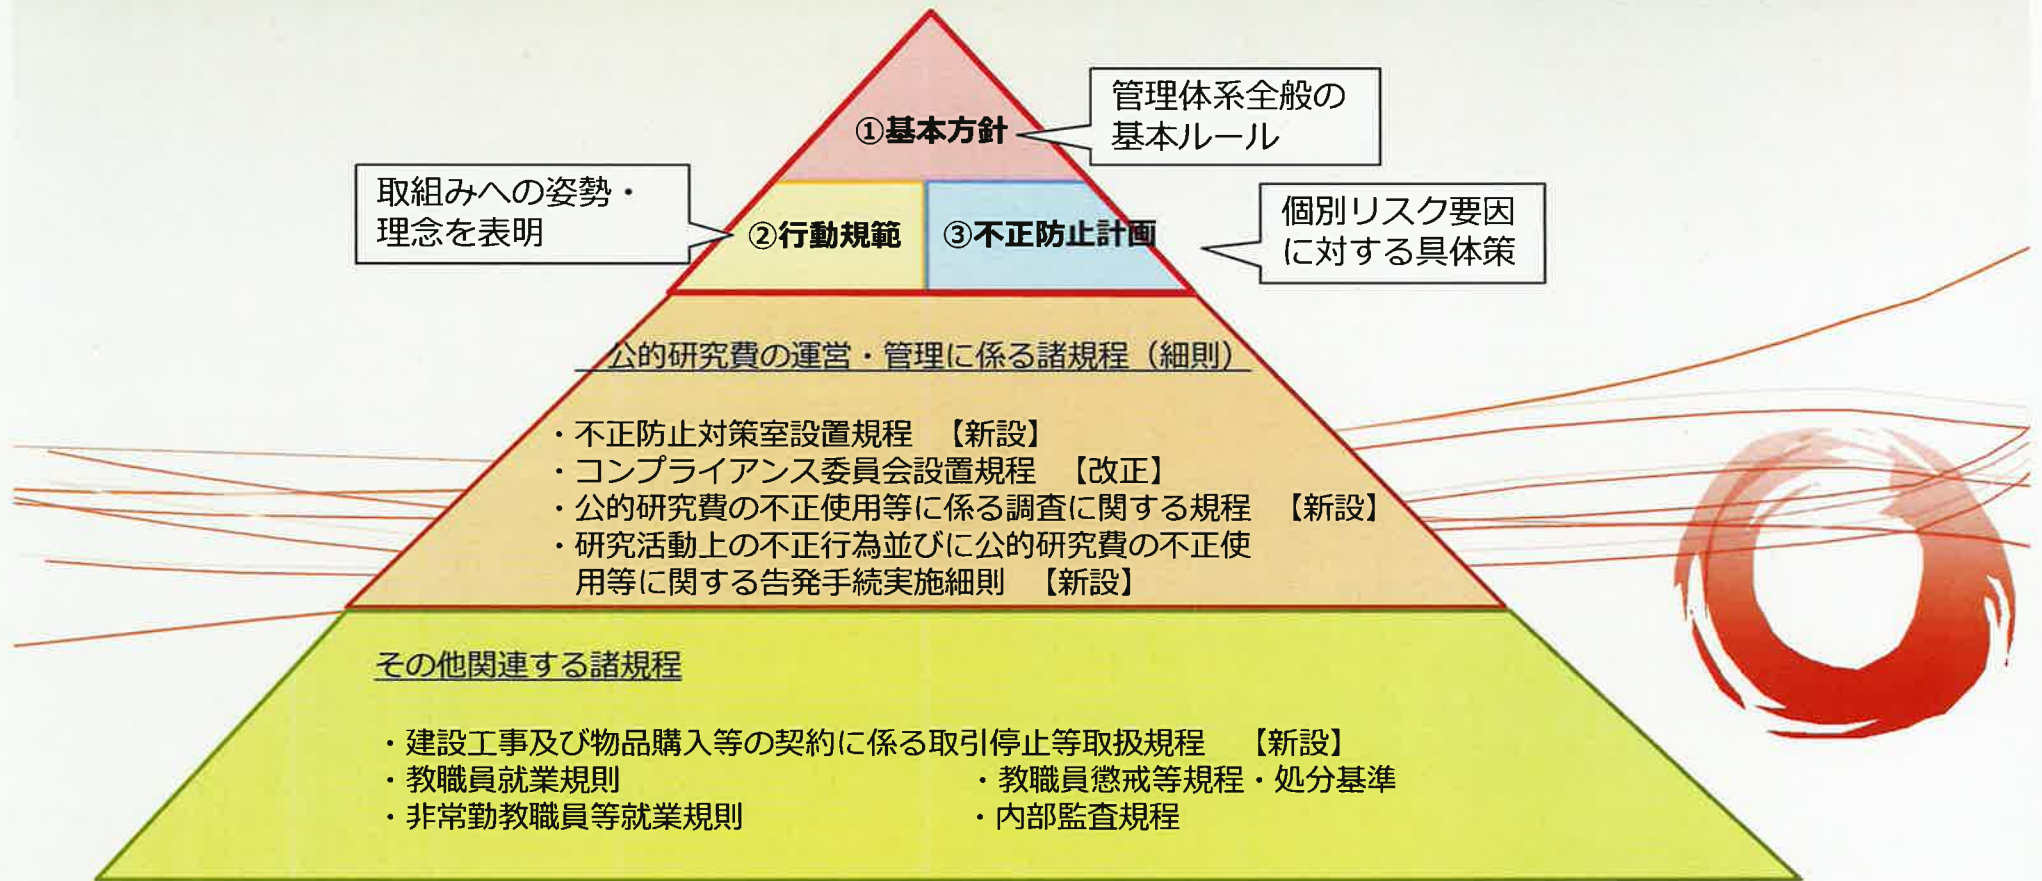 管理体系全般の
基本ルール
①基本方針
取組みへの姿勢・
理念を表明
②行動規範
③不正防止計画
個別リスク要因
に対する具体策
公的研究費の運営・管理に係る諸規程（細則）
・不正防止対策室設置規程　【新設】
・コンプライアンス委員会設置規程　【改正】
・公的研究費の不正使用等に係る調査に関する規程　【新設】
・研究活動上の不正行為並びに公的研究費の不正使
用等に関する告発手続実施細則　【新設】
その他関連する諸規程
・建設工事及び物品購入等の契約に係る取引停止等取扱規程　【新設】
・教職員就業規則　・教職員懲戒等規程・処分基準
・非常勤教職員等就業規則　・内部監査規程